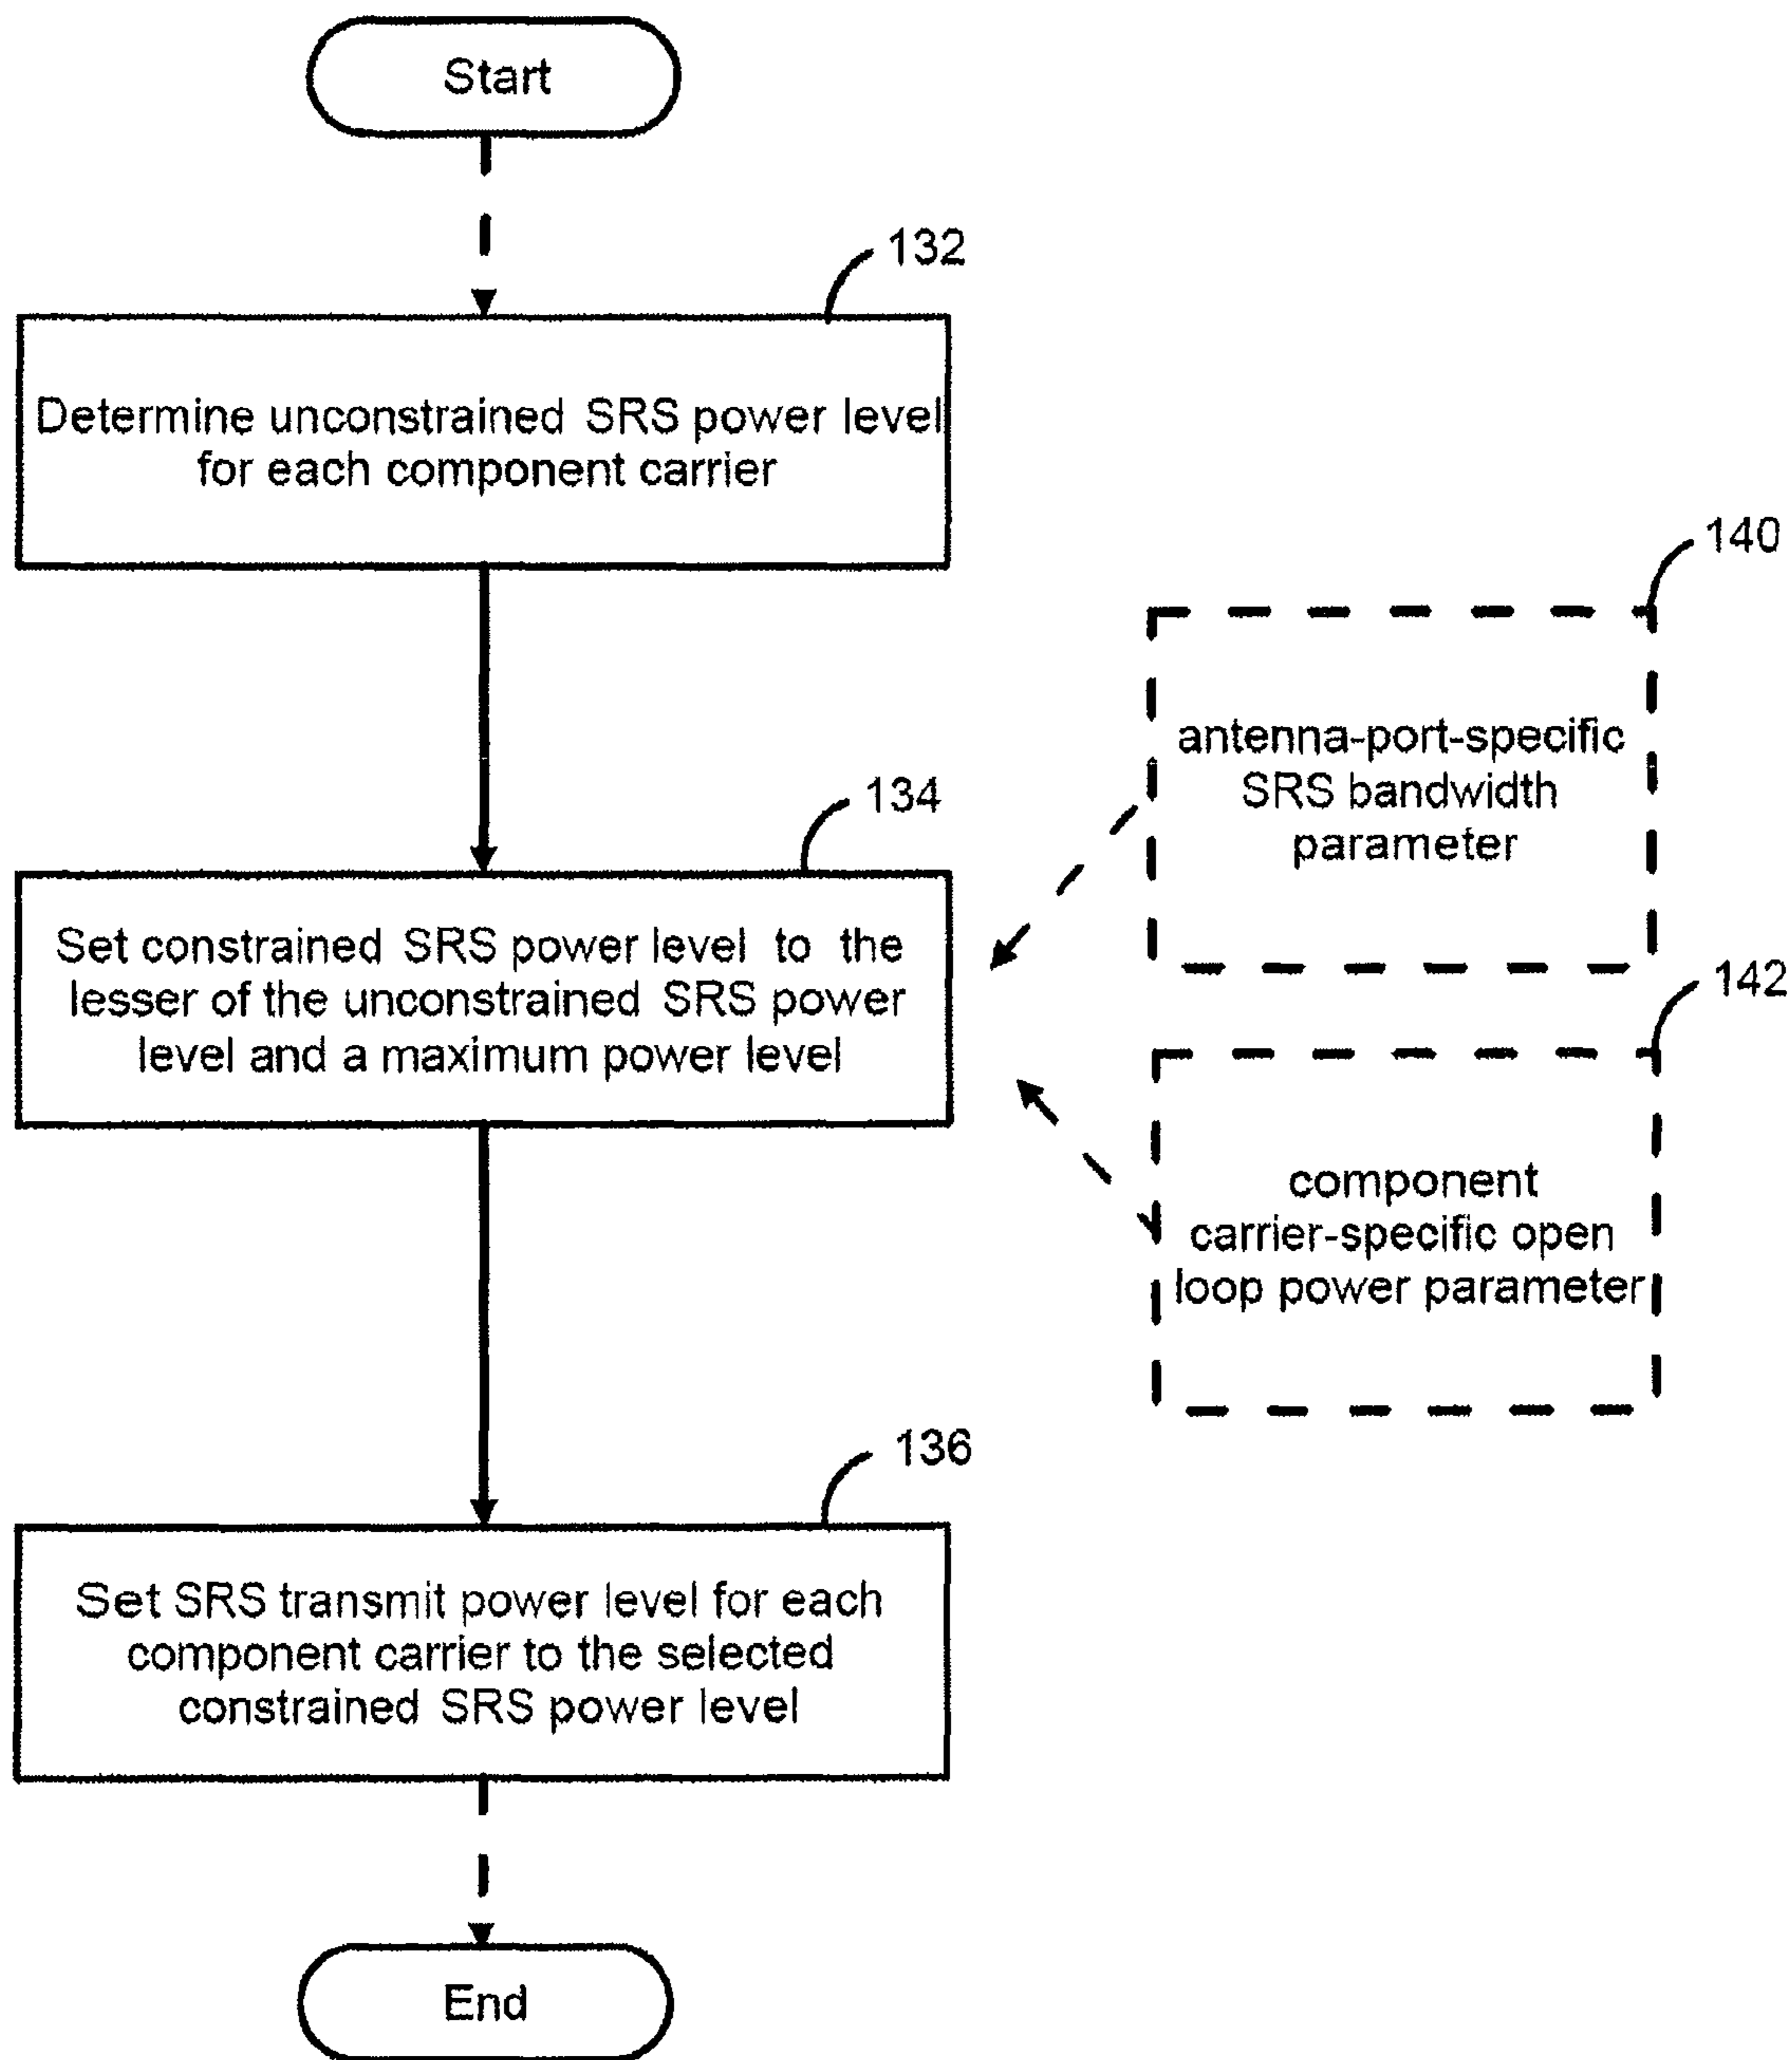 Start
132
Determine unconstrained SRS power level
for each component carrier
140
antenna-port-specific
SRS bandwidth
parameter
134
Set constrained SRS power level to the
lesser of the unconstrained SRS power
level and a maximum power level
142
component
carrier-specific open
loop power parameter
136
Set SRS transmit power level for each
component carrier to the selected
constrained SRS power level
End